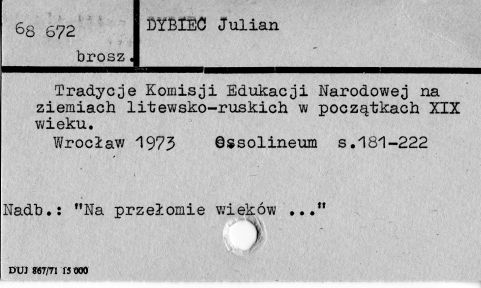 68 672
brosz.
DYBIEC Julian
Tradycje Komisji Edukacji Narodowej na
ziemiach litewsko-ruskich w początkach XIX
wieku.
Wrocław 1973 Ossolineum s.181-222
Nadb.: "Na przełomie wieków ..."
DUJ 867/71 15 000